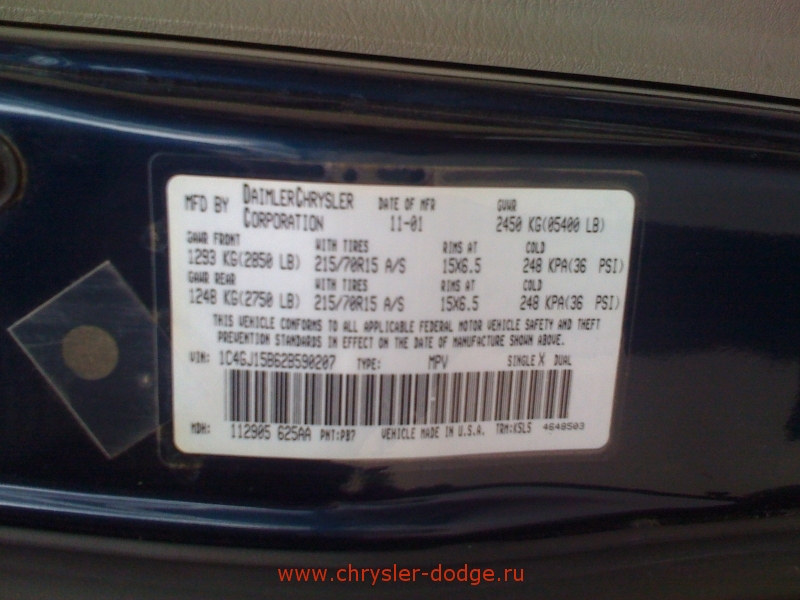 MFD BY DAIMLERCHRYSLER CORPORATION DATE OF MFR 11-01 GVWR 2450 KG(05400 LB)
GAWR FRONT WITH TIRES RIMS AT COLD
1293 KG(2850 LB) 215/70R15 A/S 15X6.5 248 KPA(36 PSI)
GAWR REAR WITH TIRES RIMS AT COLD
1248 KG(2750 LB) 215/70R15 A/S 15X6.5 248 KPA(36 PSI)
THIS VEHICLE CONFORMS TO ALL APPLICABLE FEDERAL MOTOR VEHICLE SAFETY AND THEFT
PREVENTION STANDARDS IN EFFECT ON THE DATE OF MANUFACTURE SHOWN ABOVE.
VIN: 1C4GJ15B62B590207 TYPE: MPV SINGLE X DUAL
MDH: 112905 625AA PNT:PB7 VEHICLE MADE IN U.S.A. TRM:K5L5 4648503
www.chrysler-dodge.ru